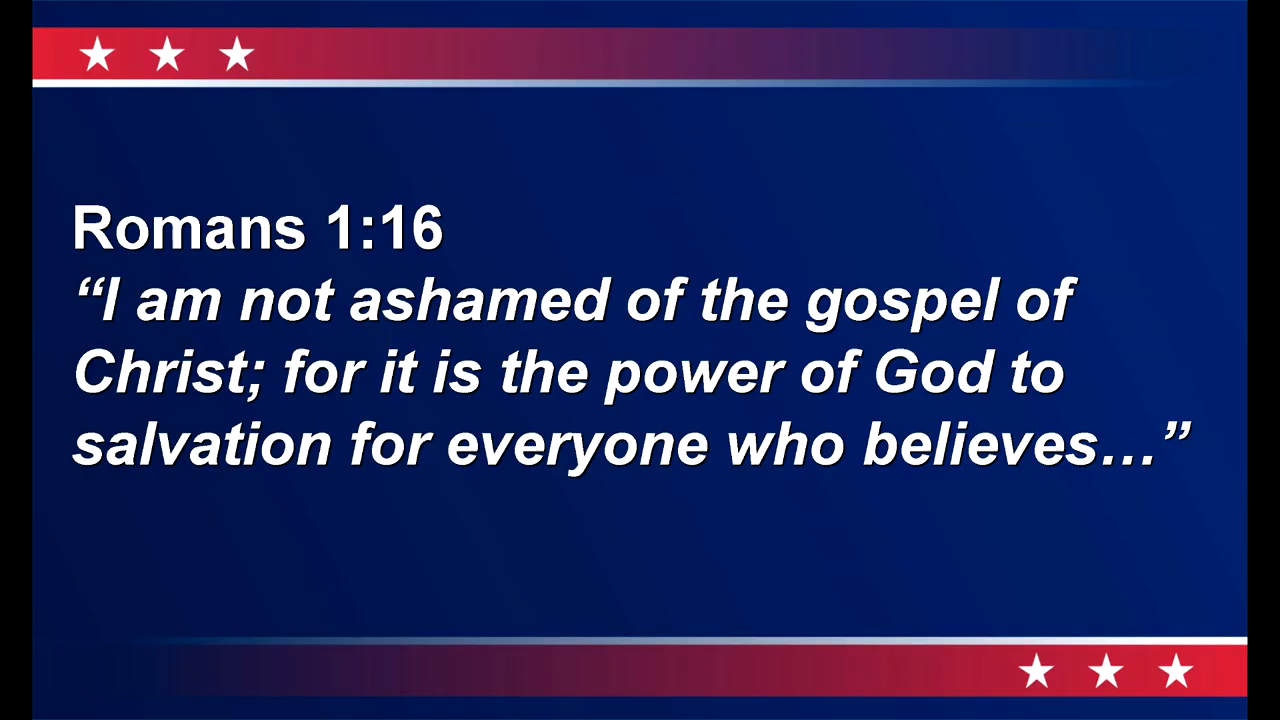 Romans 1:16
“I am not ashamed of the gospel of
Christ; for it is the power of God to
salvation for everyone who believes…”